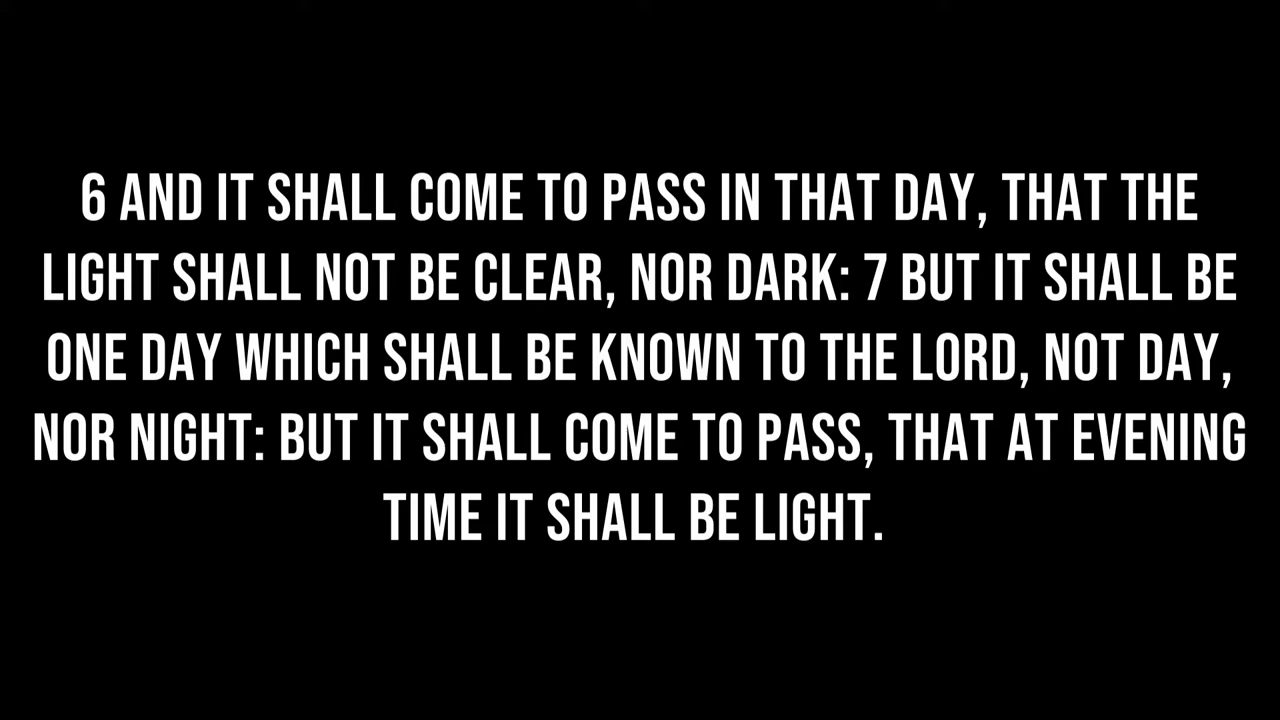 6 AND IT SHALL COME TO PASS IN THAT DAY, THAT THE
LIGHT SHALL NOT BE CLEAR, NOR DARK: 7 BUT IT SHALL BE
ONE DAY WHICH SHALL BE KNOWN TO THE LORD, NOT DAY,
NOR NIGHT: BUT IT SHALL COME TO PASS, THAT AT EVENING
TIME IT SHALL BE LIGHT.